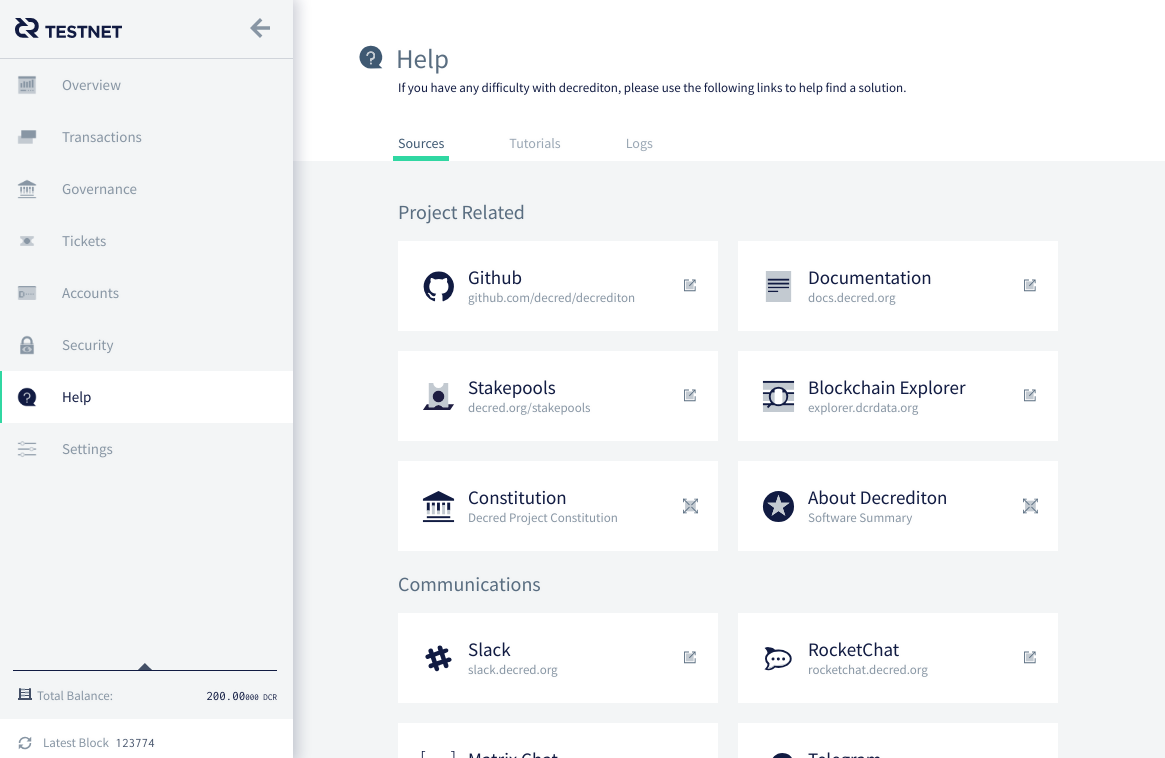 TESTNET
Overview
Transactions
Governance
Tickets
Accounts
Security
Help
Settings
Total Balance: 200.00000 DCR
Latest Block 123774
Help
If you have any difficulty with decrediton, please use the following links to help find a solution.
Sources Tutorials Logs
Project Related
Github
github.com/decred/decrediton
Documentation
docs.decred.org
Stakepools
decred.org/stakepools
Blockchain Explorer
explorer.dcrdata.org
Constitution
Decred Project Constitution
About Decrediton
Software Summary
Communications
Slack
slack.decred.org
RocketChat
rocketchat.decred.org
Matrix Chat
Telegram